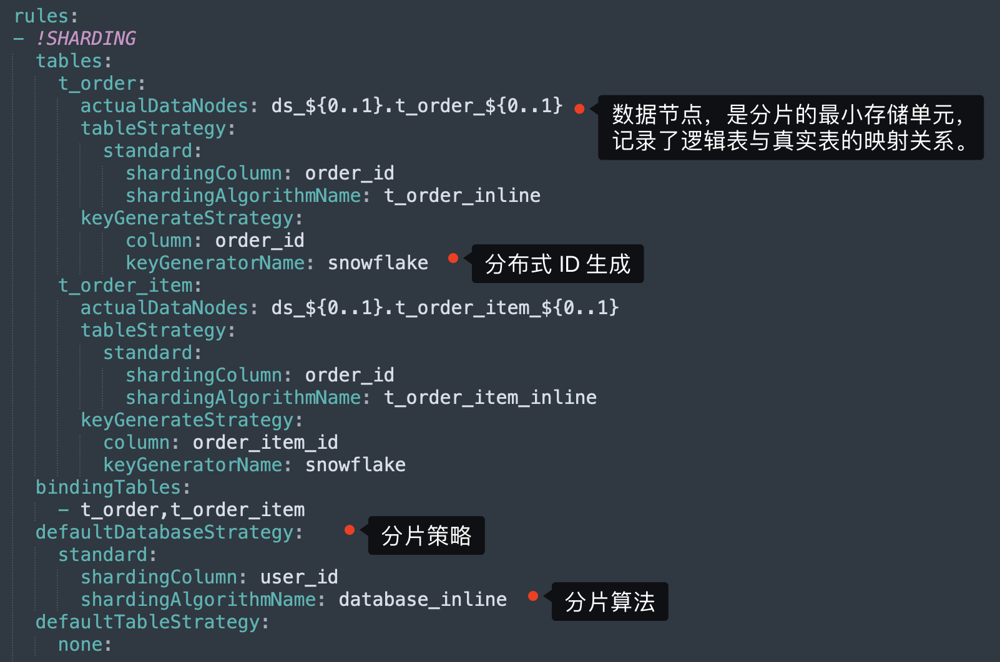 rules:
- !SHARDING
tables:
t_order:
actualDataNodes: ds_${0..1}.t_order_${0..1}
数据节点，是分片的最小存储单元，
记录了逻辑表与真实表的映射关系。
tableStrategy:
standard:
shardingColumn: order_id
shardingAlgorithmName: t_order_inline
keyGenerateStrategy:
column: order_id
keyGeneratorName: snowflake
分布式 ID 生成
t_order_item:
actualDataNodes: ds_${0..1}.t_order_item_${0..1}
tableStrategy:
standard:
shardingColumn: order_id
shardingAlgorithmName: t_order_item_inline
keyGenerateStrategy:
column: order_item_id
keyGeneratorName: snowflake
bindingTables:
- t_order,t_order_item
defaultDatabaseStrategy:
分片策略
standard:
shardingColumn: user_id
shardingAlgorithmName: database_inline
分片算法
defaultTableStrategy:
none: